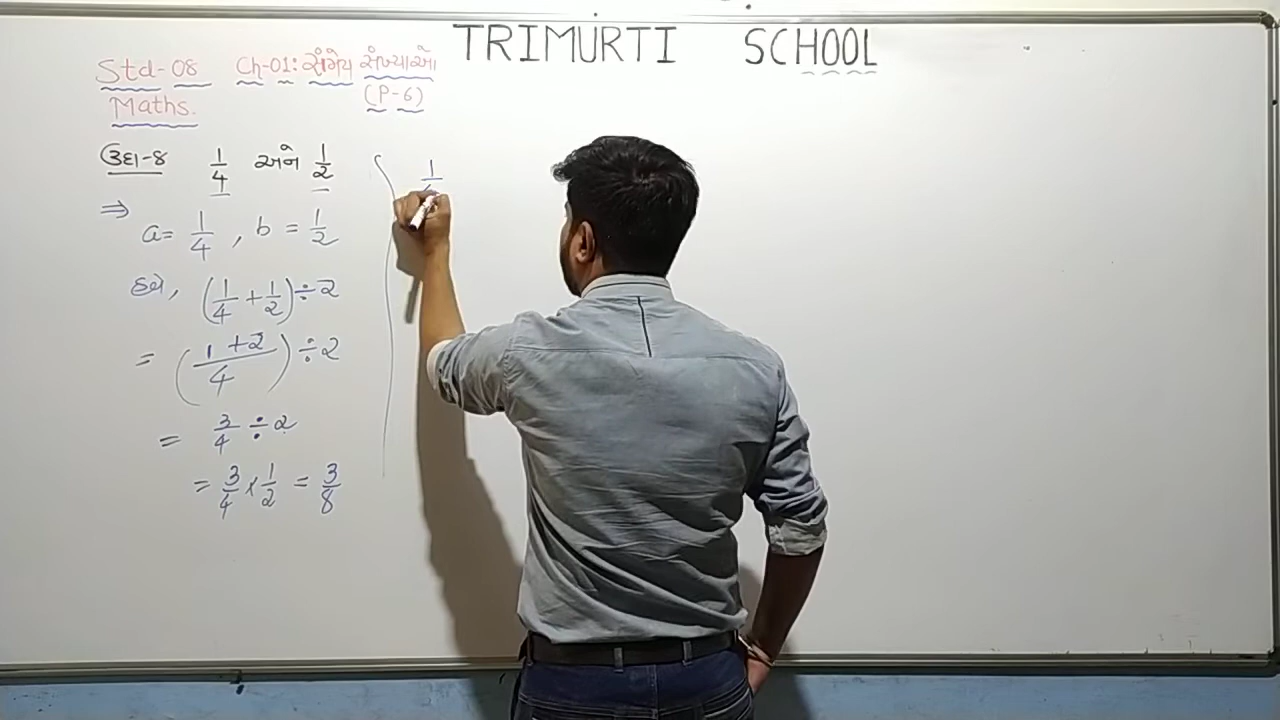 TRIMURTI SCHOOL
Std-08 Ch-01: સંમેય સંખ્યાઓ
Maths. (P-6)
ઉદા-8 1/4 અને 1/2
⇒ a = 1/4 , b = 1/2
હવે, (1/4 + 1/2) ÷ 2
= ((1+2)/4) ÷ 2
= 3/4 ÷ 2
= 3/4 × 1/2 = 3/8
1